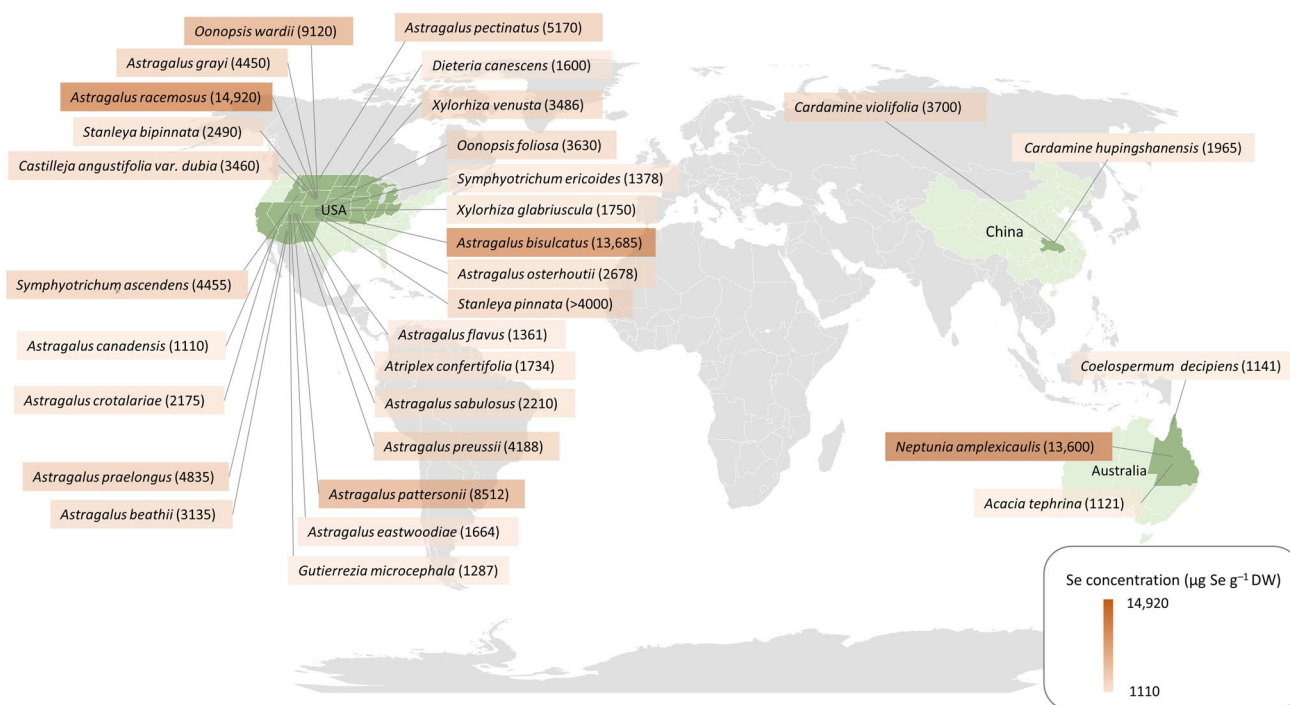 Oonopsis wardii (9120)
Astragalus pectinatus (5170)
Astragalus grayi (4450)
Dieteria canescens (1600)
Astragalus racemosus (14,920)
Xylorhiza venusta (3486)
Cardamine violifolia (3700)
Stanleya bipinnata (2490)
Oonopsis foliosa (3630)
Cardamine hupingshanensis (1965)
Castilleja angustifolia var. dubia (3460)
Symphyotrichum ericoides (1378)
USA
Xylorhiza glabriuscula (1750)
China
Astragalus bisulcatus (13,685)
Astragalus osterhoutii (2678)
Symphyotrichum ascendens (4455)
Stanleya pinnata (>4000)
Astragalus flavus (1361)
Astragalus canadensis (1110)
Atriplex confertifolia (1734)
Coelospermum decipiens (1141)
Astragalus crotalariae (2175)
Astragalus sabulosus (2210)
Astragalus preussii (4188)
Neptunia amplexicaulis (13,600)
Australia
Astragalus praelongus (4835)
Astragalus pattersonii (8512)
Acacia tephrina (1121)
Astragalus beathii (3135)
Astragalus eastwoodiae (1664)
Gutierrezia microcephala (1287)
Se concentration (µg Se g⁻¹ DW)
14,920
1110